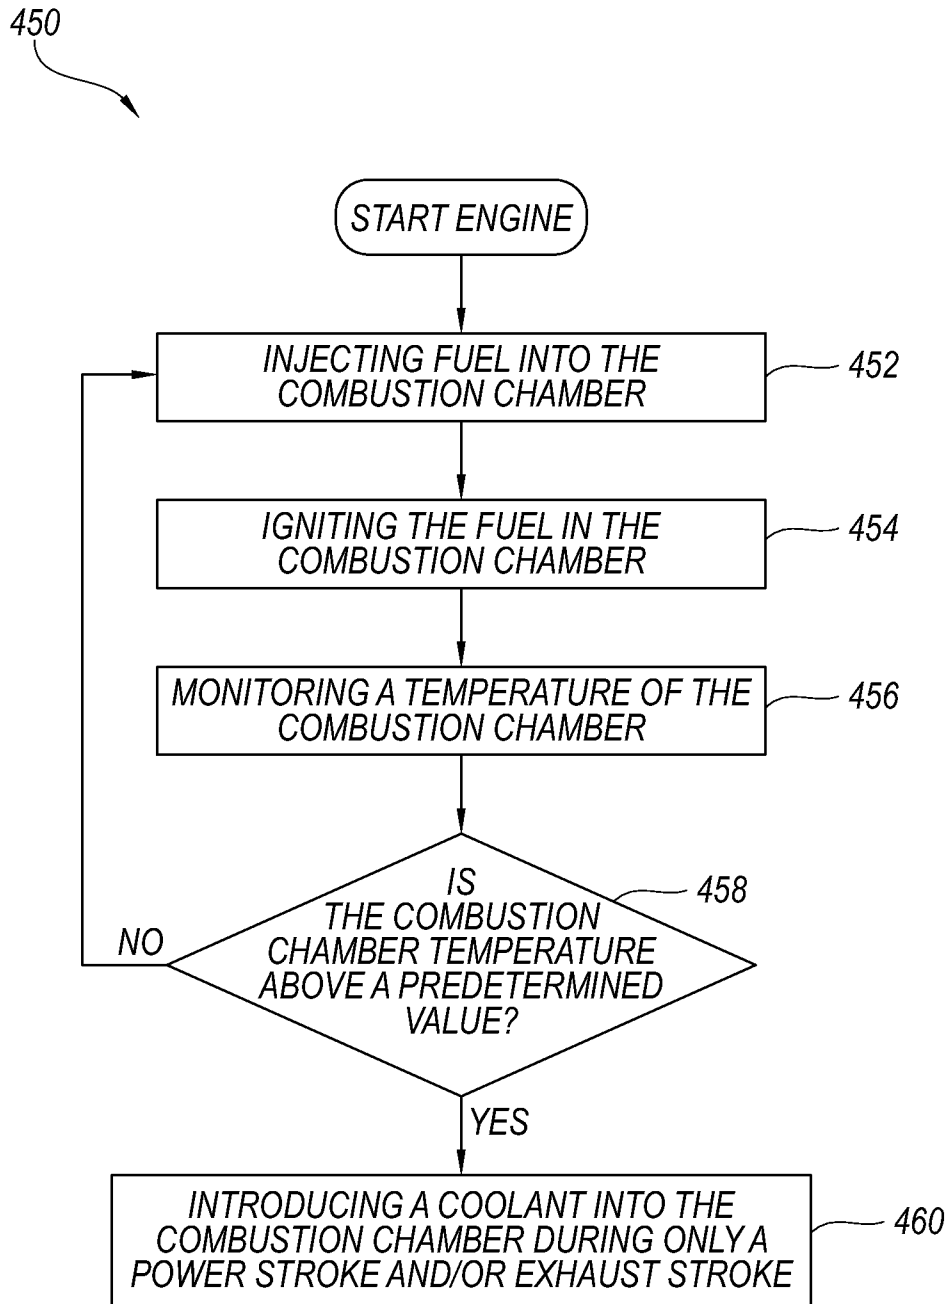 450
START ENGINE
INJECTING FUEL INTO THE
COMBUSTION CHAMBER
452
IGNITING THE FUEL IN THE
COMBUSTION CHAMBER
454
MONITORING A TEMPERATURE OF THE
COMBUSTION CHAMBER
456
IS
THE COMBUSTION
CHAMBER TEMPERATURE
ABOVE A PREDETERMINED
VALUE?
458
NO
YES
INTRODUCING A COOLANT INTO THE
COMBUSTION CHAMBER DURING ONLY A
POWER STROKE AND/OR EXHAUST STROKE
460